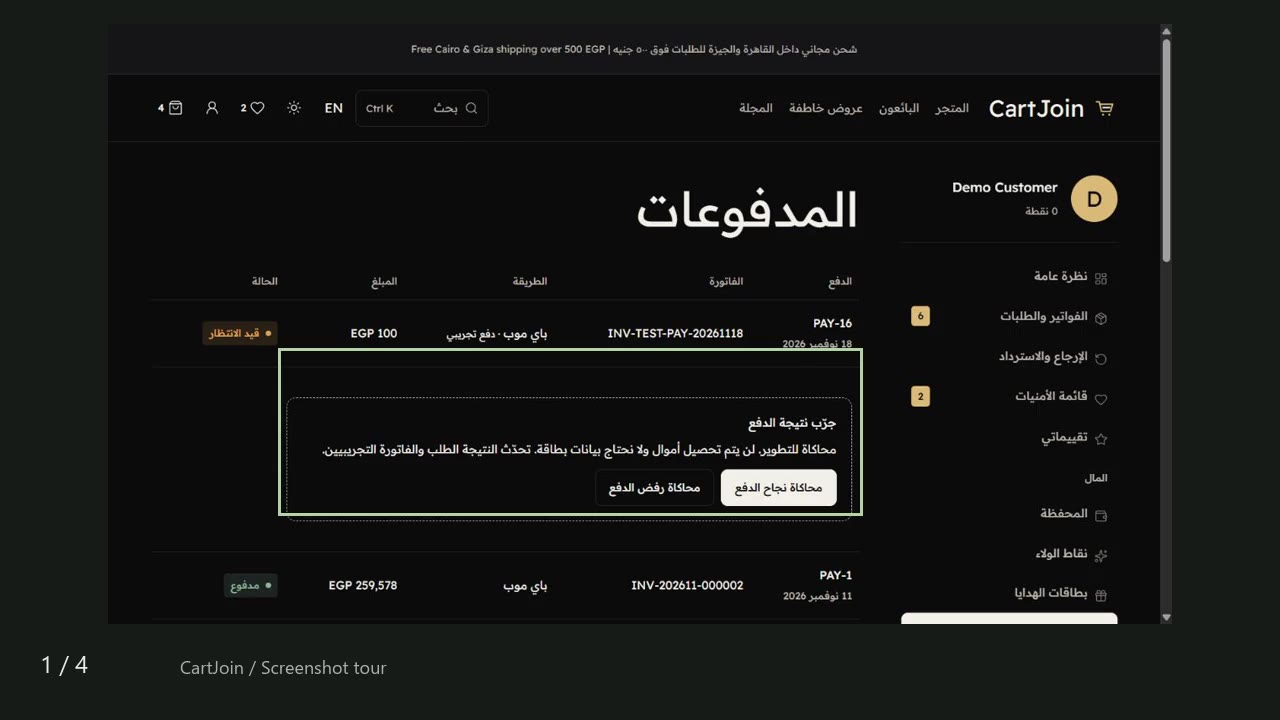 شحن مجاني داخل القاهرة والجيزة للطلبات فوق ٥٠٠ جنيه | Free Cairo & Giza shipping over 500 EGP
CartJoin المتجر البائعون عروض خاطفة المجلة بحث Ctrl K EN 2 4
Demo Customer
0 نقطة
D
نظرة عامة
الفواتير والطلبات 6
الإرجاع والاسترداد
قائمة الأمنيات 2
تقييماتي
المال
المحفظة
نقاط الولاء
بطاقات الهدايا
المدفوعات
الدفع الفاتورة الطريقة المبلغ الحالة
PAY-16 INV-TEST-PAY-20261118 باي موب · دفع تجريبي EGP 100 قيد الانتظار
18 نوفمبر 2026
جرّب نتيجة الدفع
محاكاة للتطوير. لن يتم تحصيل أموال ولا نحتاج بيانات بطاقة. تحدّث النتيجة الطلب والفاتورة التجريبيين.
محاكاة نجاح الدفع محاكاة رفض الدفع
PAY-1 INV-202611-000002 باي موب EGP 259,578 مدفوع
11 نوفمبر 2026
1 / 4 CartJoin / Screenshot tour